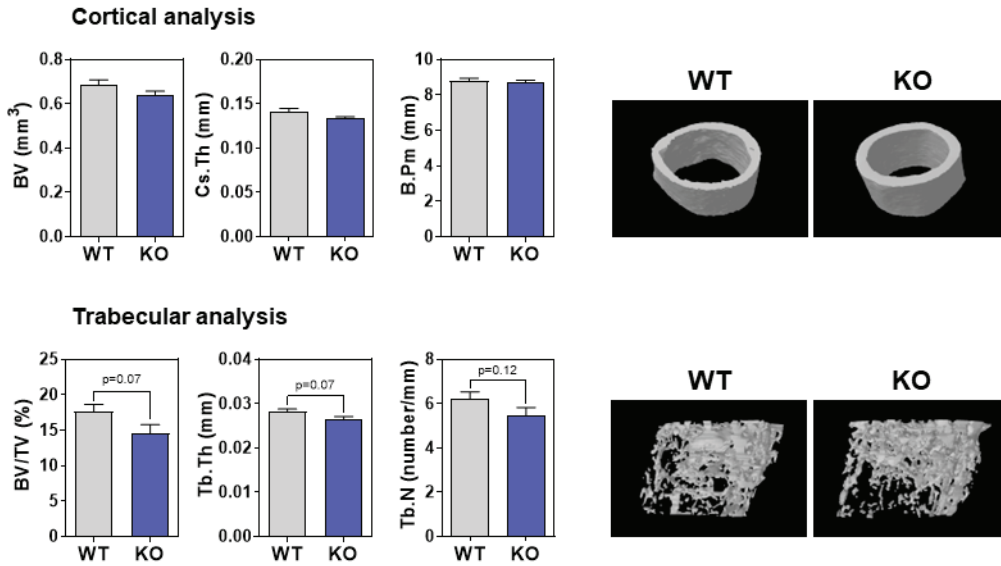 Cortical analysis
BV (mm³)
0.8
0.6
0.4
0.2
0.0
WT KO
Cs.Th (mm)
0.20
0.15
0.10
0.05
0.00
WT KO
B.Pm (mm)
10
8
6
4
2
0
WT KO
WT
KO
Trabecular analysis
BV/TV (%)
25
20
15
10
5
0
p=0.07
WT KO
Tb.Th (mm)
0.04
0.03
0.02
0.01
0.00
p=0.07
WT KO
Tb.N (number/mm)
8
6
4
2
0
p=0.12
WT KO
WT
KO